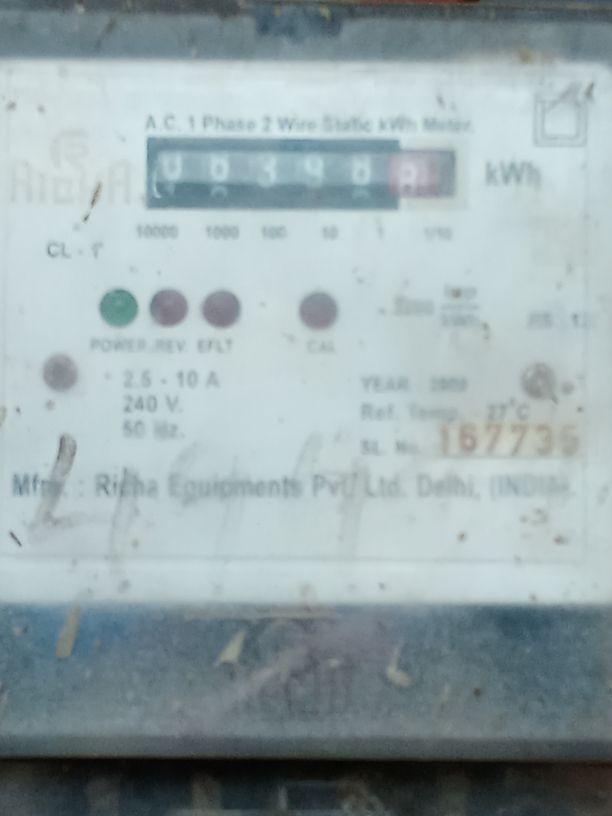 A.C. 1 Phase 2 Wire Static kWh Meter.
RICHA
kWh
10000 1000 100 10 1 1/10
CL - 1
POWER REV. EFLT CAL
2.5 - 10 A
240 V.
50 Hz.
YEAR
Ref. Temp. 27°C
SL. No. 167735
Mfg. : Richa Equipments Pvt. Ltd. Delhi, (INDIA).